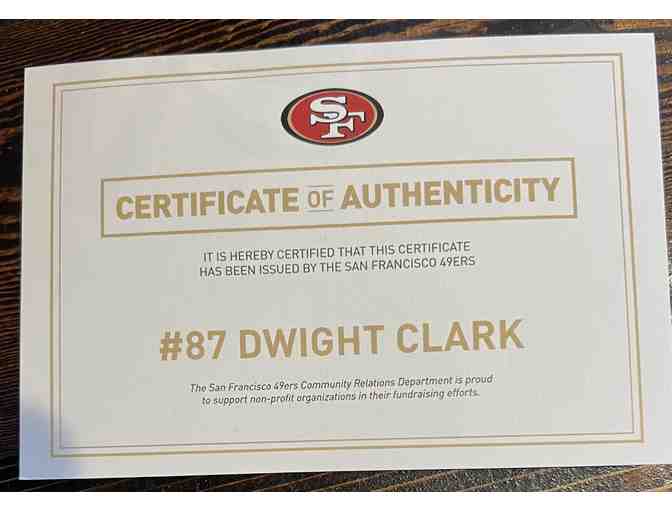 SF
CERTIFICATE OF AUTHENTICITY
IT IS HEREBY CERTIFIED THAT THIS CERTIFICATE
HAS BEEN ISSUED BY THE SAN FRANCISCO 49ERS
#87 DWIGHT CLARK
The San Francisco 49ers Community Relations Department is proud
to support non-profit organizations in their fundraising efforts.